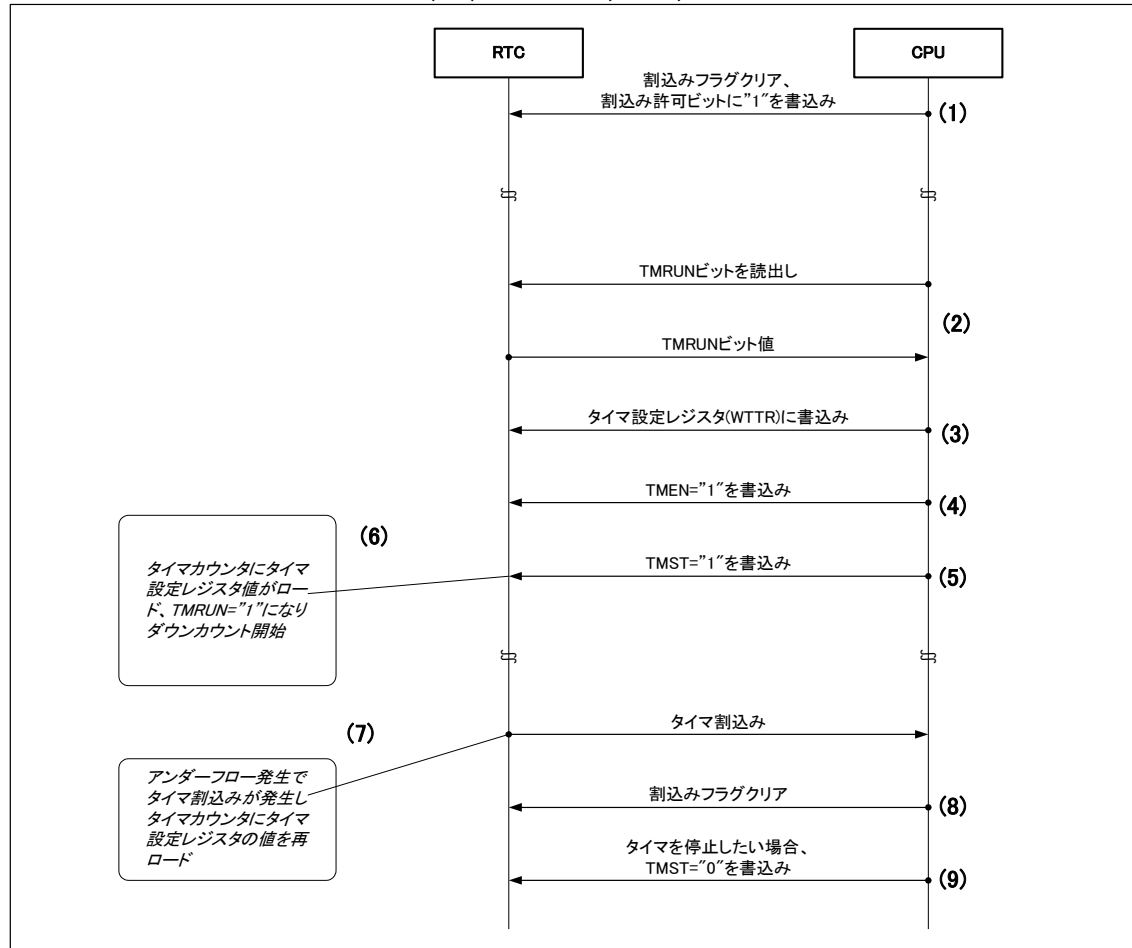 RTC
CPU
割込みフラグクリア、
割込み許可ビットに"1"を書込み
(1)
TMRUNビットを読出し
(2)
TMRUNビット値
タイマ設定レジスタ(WTTR)に書込み
(3)
TMEN="1"を書込み
(4)
(6)
タイマカウンタにタイマ
設定レジスタ値がロー
ド、TMRUN="1"になり
ダウンカウント開始
TMST="1"を書込み
(5)
(7)
タイマ割込み
アンダーフロー発生で
タイマ割込みが発生し
タイマカウンタにタイマ
設定レジスタの値を再
ロード
割込みフラグクリア
(8)
タイマを停止したい場合、
TMST="0"を書込み
(9)